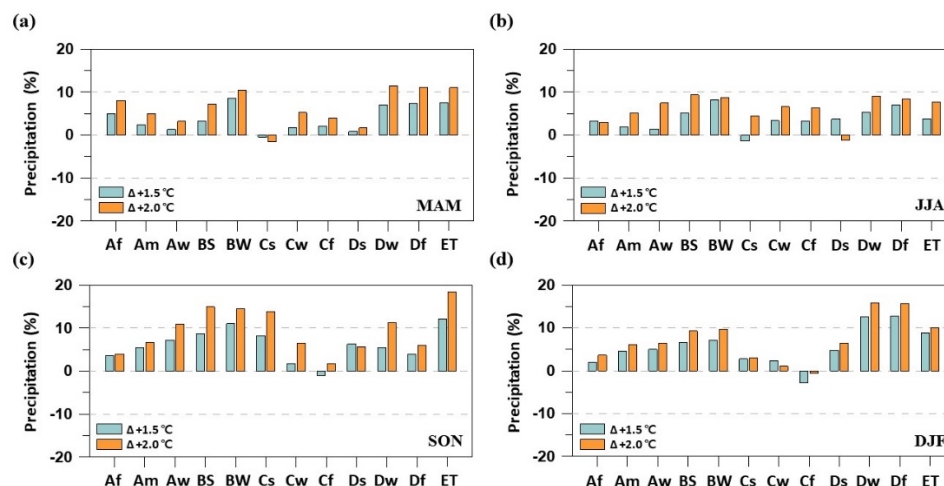 (a)
20
10
0
-10
-20
Precipitation (%)
Δ+1.5℃
Δ+2.0℃
MAM
Af Am Aw BS BW Cs Cw Cf Ds Dw Df ET
(b)
20
10
0
-10
-20
Precipitation (%)
Δ+1.5℃
Δ+2.0℃
JJA
Af Am Aw BS BW Cs Cw Cf Ds Dw Df ET
(c)
20
10
0
-10
-20
Precipitation (%)
Δ+1.5℃
Δ+2.0℃
SON
Af Am Aw BS BW Cs Cw Cf Ds Dw Df ET
(d)
20
10
0
-10
-20
Precipitation (%)
Δ+1.5℃
Δ+2.0℃
DJF
Af Am Aw BS BW Cs Cw Cf Ds Dw Df ET